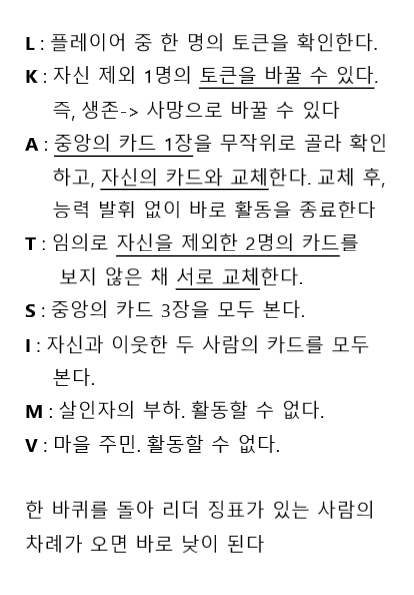 L : 플레이어 중 한 명의 토큰을 확인한다.
K : 자신 제외 1명의 토큰을 바꿀 수 있다.
즉, 생존-> 사망으로 바꿀 수 있다
A : 중앙의 카드 1장을 무작위로 골라 확인
하고, 자신의 카드와 교체한다. 교체 후,
능력 발휘 없이 바로 활동을 종료한다
T : 임의로 자신을 제외한 2명의 카드를
보지 않은 채 서로 교체한다.
S : 중앙의 카드 3장을 모두 본다.
I : 자신과 이웃한 두 사람의 카드를 모두
본다.
M : 살인자의 부하. 활동할 수 없다.
V : 마을 주민. 활동할 수 없다.
한 바퀴를 돌아 리더 징표가 있는 사람의
차례가 오면 바로 낮이 된다